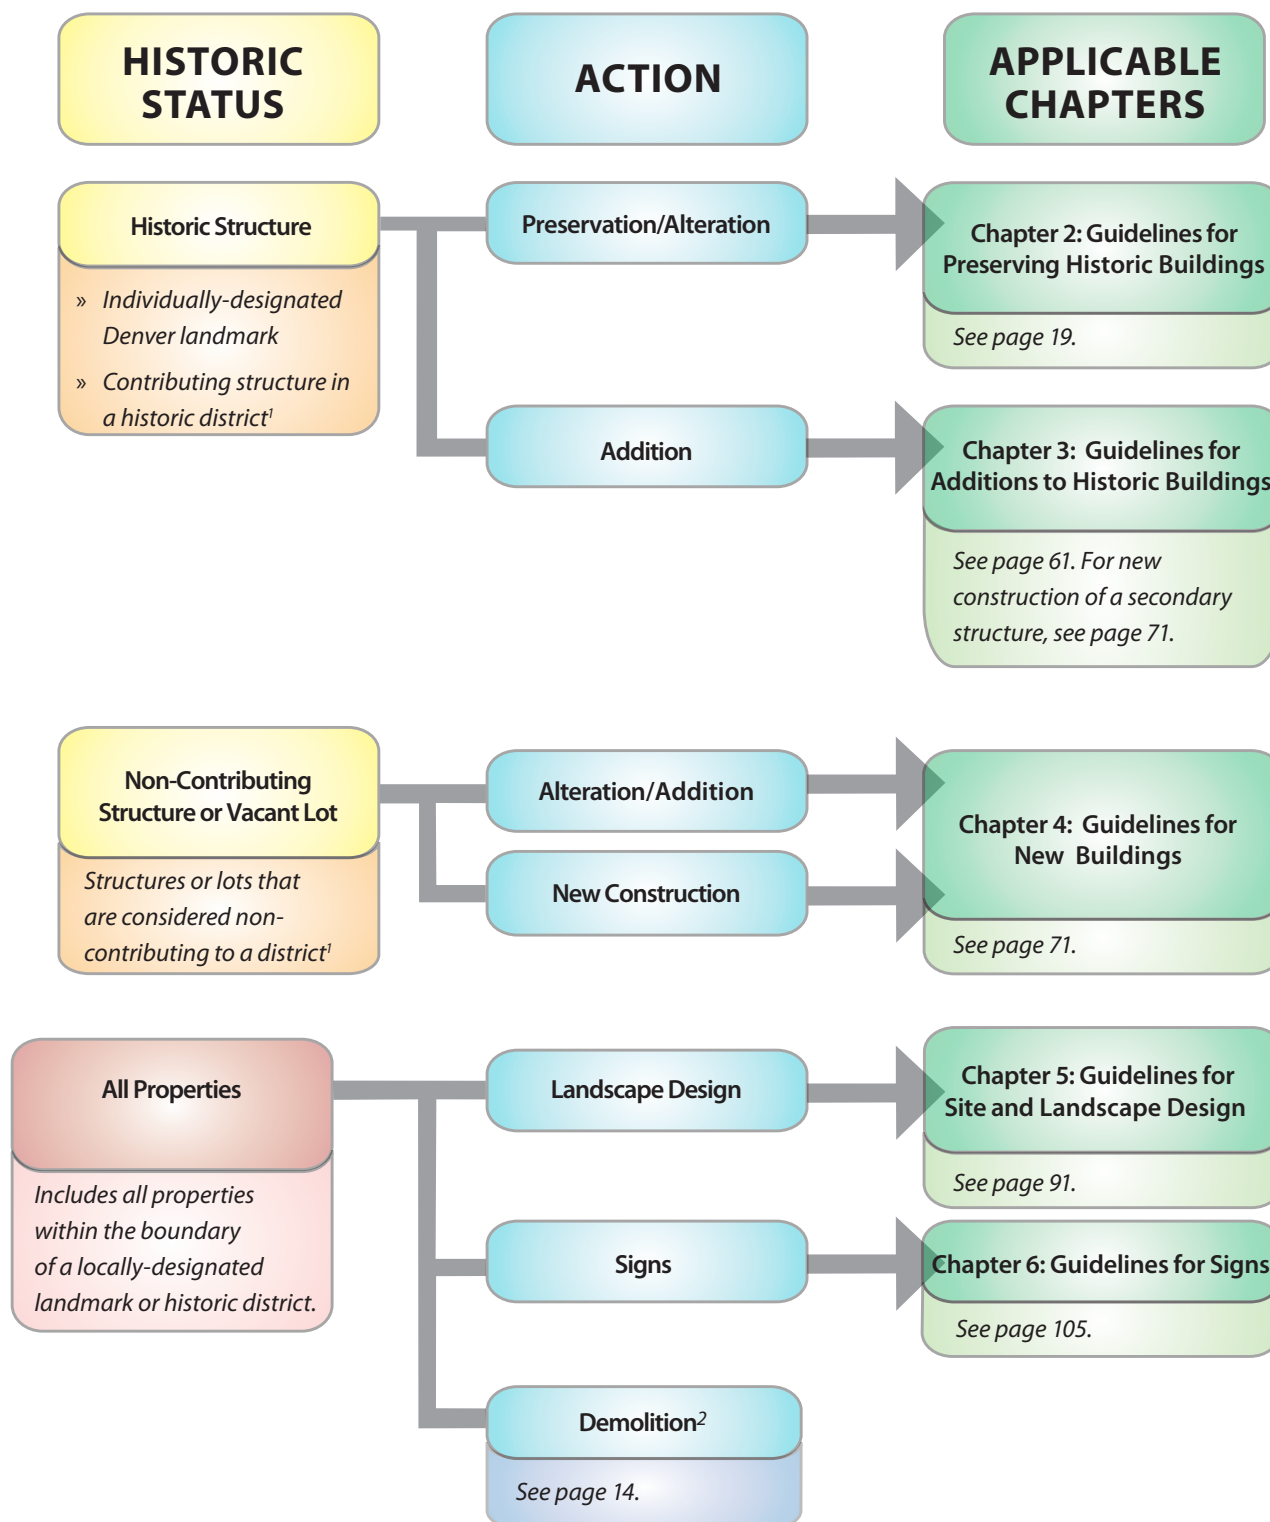 HISTORIC
STATUS
ACTION
APPLICABLE
CHAPTERS
Historic Structure
» Individually-designated
Denver landmark
» Contributing structure in
a historic district¹
Preservation/Alteration
Chapter 2: Guidelines for
Preserving Historic Buildings
See page 19.
Addition
Chapter 3: Guidelines for
Additions to Historic Buildings
See page 61. For new
construction of a secondary
structure, see page 71.
Non-Contributing
Structure or Vacant Lot
Structures or lots that
are considered non-
contributing to a district¹
Alteration/Addition
New Construction
Chapter 4: Guidelines for
New Buildings
See page 71.
All Properties
Includes all properties
within the boundary
of a locally-designated
landmark or historic district.
Landscape Design
Chapter 5: Guidelines for
Site and Landscape Design
See page 91.
Signs
Chapter 6: Guidelines for Signs
See page 105.
Demolition²
See page 14.